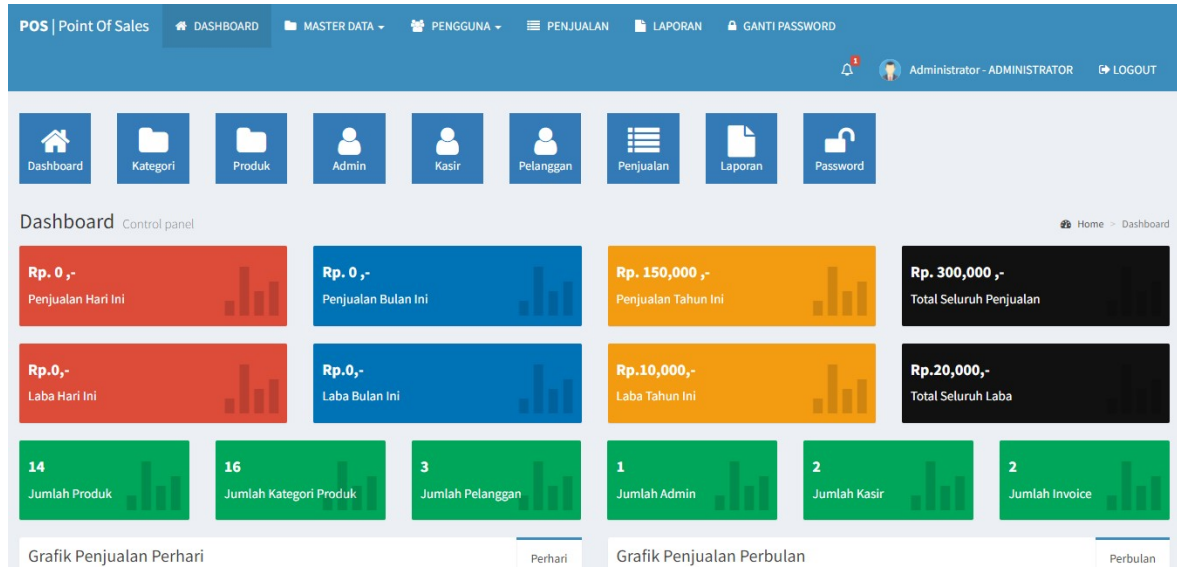 POS | Point Of Sales DASHBOARD MASTER DATA PENGGUNA PENJUALAN LAPORAN GANTI PASSWORD
1 Administrator - ADMINISTRATOR LOGOUT
Dashboard Kategori Produk Admin Kasir Pelanggan Penjualan Laporan Password
Dashboard Control panel Home > Dashboard
Rp. 0 ,- Rp. 0 ,- Rp. 150,000 ,- Rp. 300,000 ,-
Penjualan Hari Ini Penjualan Bulan Ini Penjualan Tahun Ini Total Seluruh Penjualan
Rp.0,- Rp.0,- Rp.10,000,- Rp.20,000,-
Laba Hari Ini Laba Bulan Ini Laba Tahun Ini Total Seluruh Laba
14 16 3 1 2 2
Jumlah Produk Jumlah Kategori Produk Jumlah Pelanggan Jumlah Admin Jumlah Kasir Jumlah Invoice
Grafik Penjualan Perhari Perhari Grafik Penjualan Perbulan Perbulan